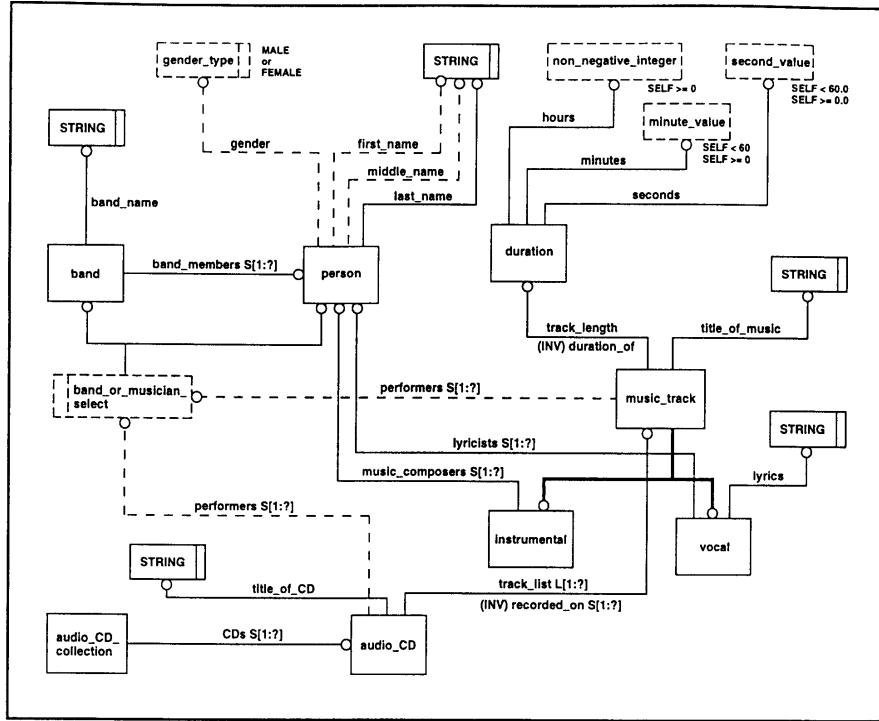 gender_type
MALE
or
FEMALE
STRING
non_negative_integer
SELF >= 0
second_value
SELF < 60.0
SELF >= 0.0
minute_value
SELF < 60
SELF >= 0
STRING
gender
first_name
middle_name
last_name
hours
minutes
seconds
band_name
band
band_members S[1:?]
person
duration
STRING
track_length
(INV) duration_of
title_of_music
band_or_musician_
select
performers S[1:?]
music_track
lyricists S[1:?]
music_composers S[1:?]
STRING
lyrics
performers S[1:?]
instrumental
vocal
STRING
title_of_CD
track_list L[1:?]
(INV) recorded_on S[1:?]
audio_CD_
collection
CDs S[1:?]
audio_CD